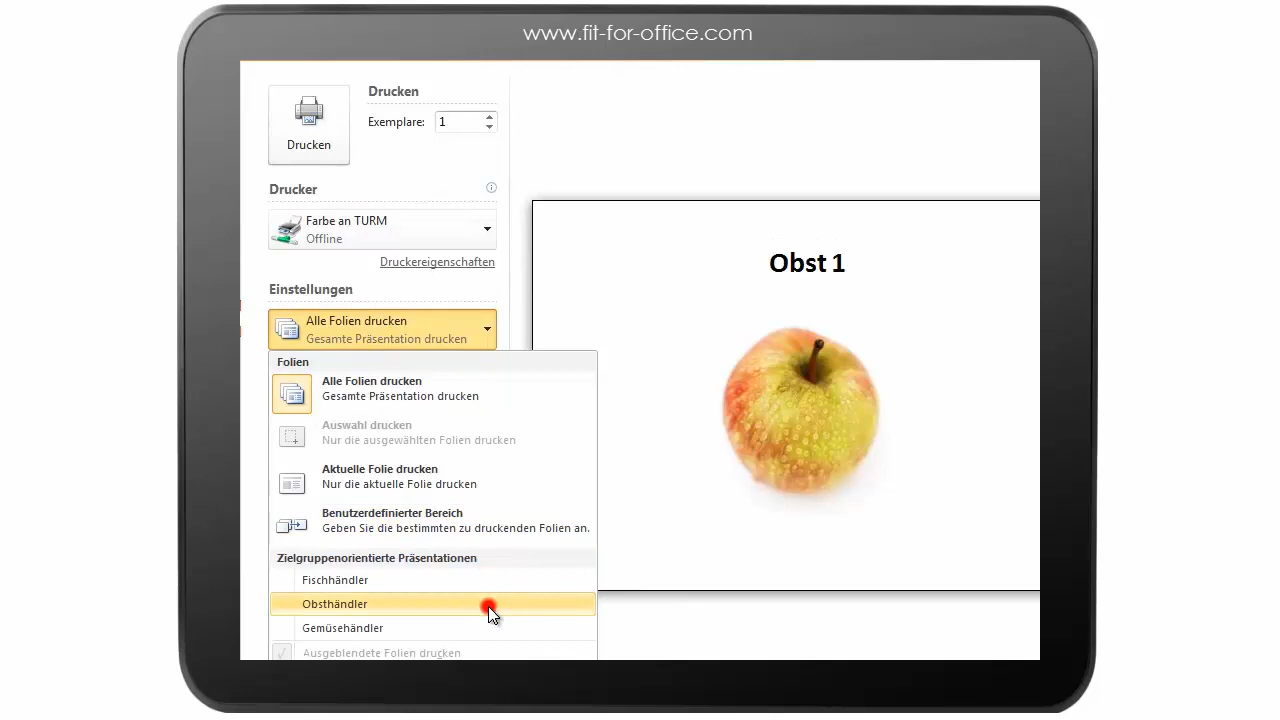 www.fit-for-office.com
Drucken
Exemplare: 1
Drucken
Drucker
Farbe an TURM
Offline
Druckereigenschaften
Einstellungen
Alle Folien drucken
Gesamte Präsentation drucken
Folien
Alle Folien drucken
Gesamte Präsentation drucken
Auswahl drucken
Nur die ausgewählten Folien drucken
Aktuelle Folie drucken
Nur die aktuelle Folie drucken
Benutzerdefinierter Bereich
Geben Sie die bestimmten zu druckenden Folien an.
Zielgruppenorientierte Präsentationen
Fischhändler
Obsthändler
Gemüsehändler
Ausgeblendete Folien drucken
Obst 1